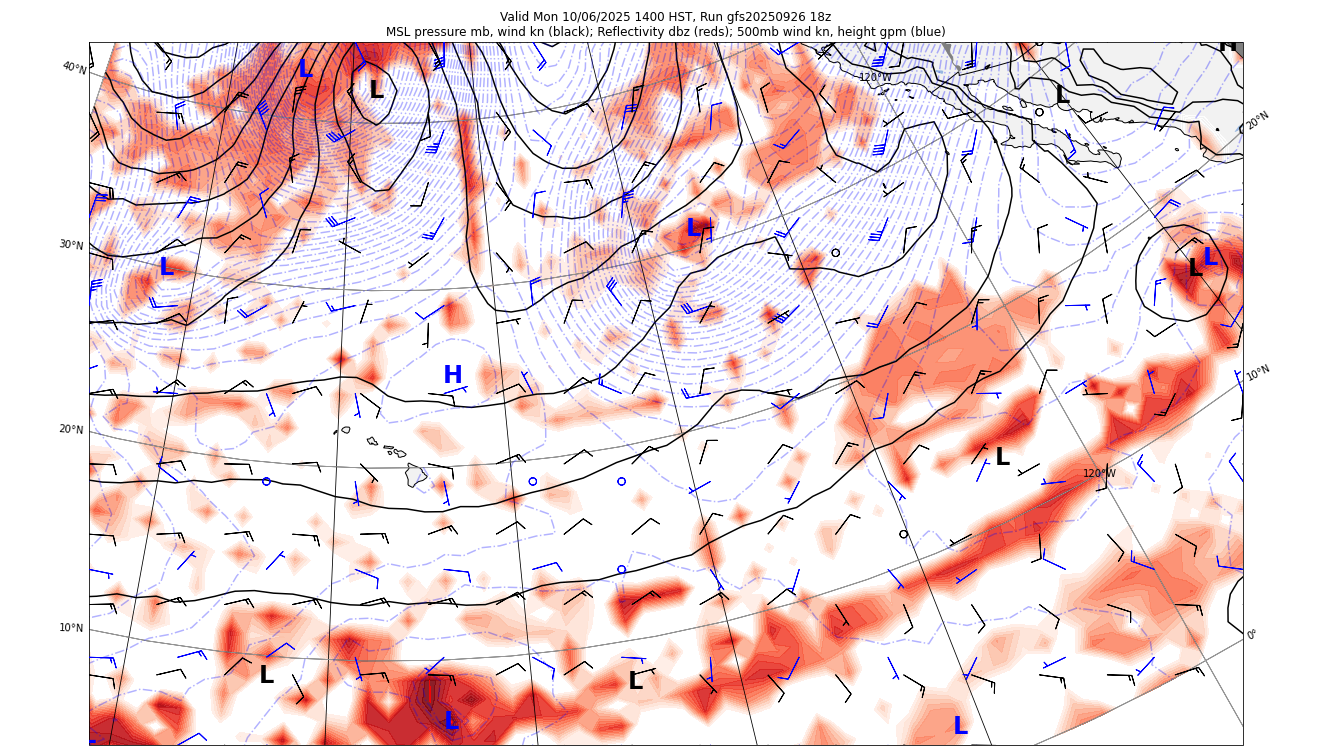 Valid Mon 10/06/2025 1400 HST, Run gfs20250926 18z
MSL pressure mb, wind kn (black); Reflectivity dbz (reds); 500mb wind kn, height gpm (blue)
H
L
40°N
120°W
L
L
20°N
L
30°N
L
L
L
10°N
H
20°N
L
120°W
10°N
0°
L
L
L
L